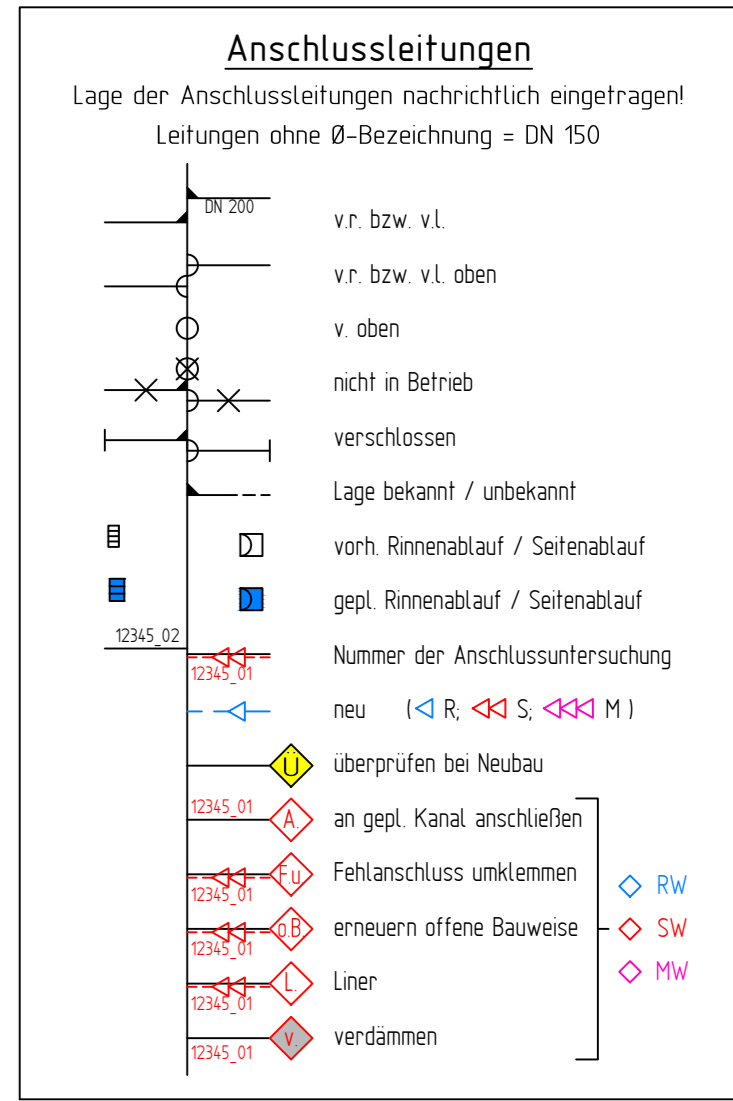 Anschlussleitungen
Lage der Anschlussleitungen nachrichtlich eingetragen!
Leitungen ohne Ø-Bezeichnung = DN 150
DN 200
v.r. bzw. v.l.
v.r. bzw. v.l. oben
v. oben
nicht in Betrieb
verschlossen
Lage bekannt / unbekannt
vorh. Rinnenablauf / Seitenablauf
gepl. Rinnenablauf / Seitenablauf
12345_02
12345_01
Nummer der Anschlussuntersuchung
neu ( R; S; M )
Ü überprüfen bei Neubau
12345_01 A. an gepl. Kanal anschließen
F.u. Fehlanschluss umklemmen
12345_01
RW
o.B. erneuern offene Bauweise
SW
12345_01
MW
L. Liner
12345_01
v. verdämmen
12345_01